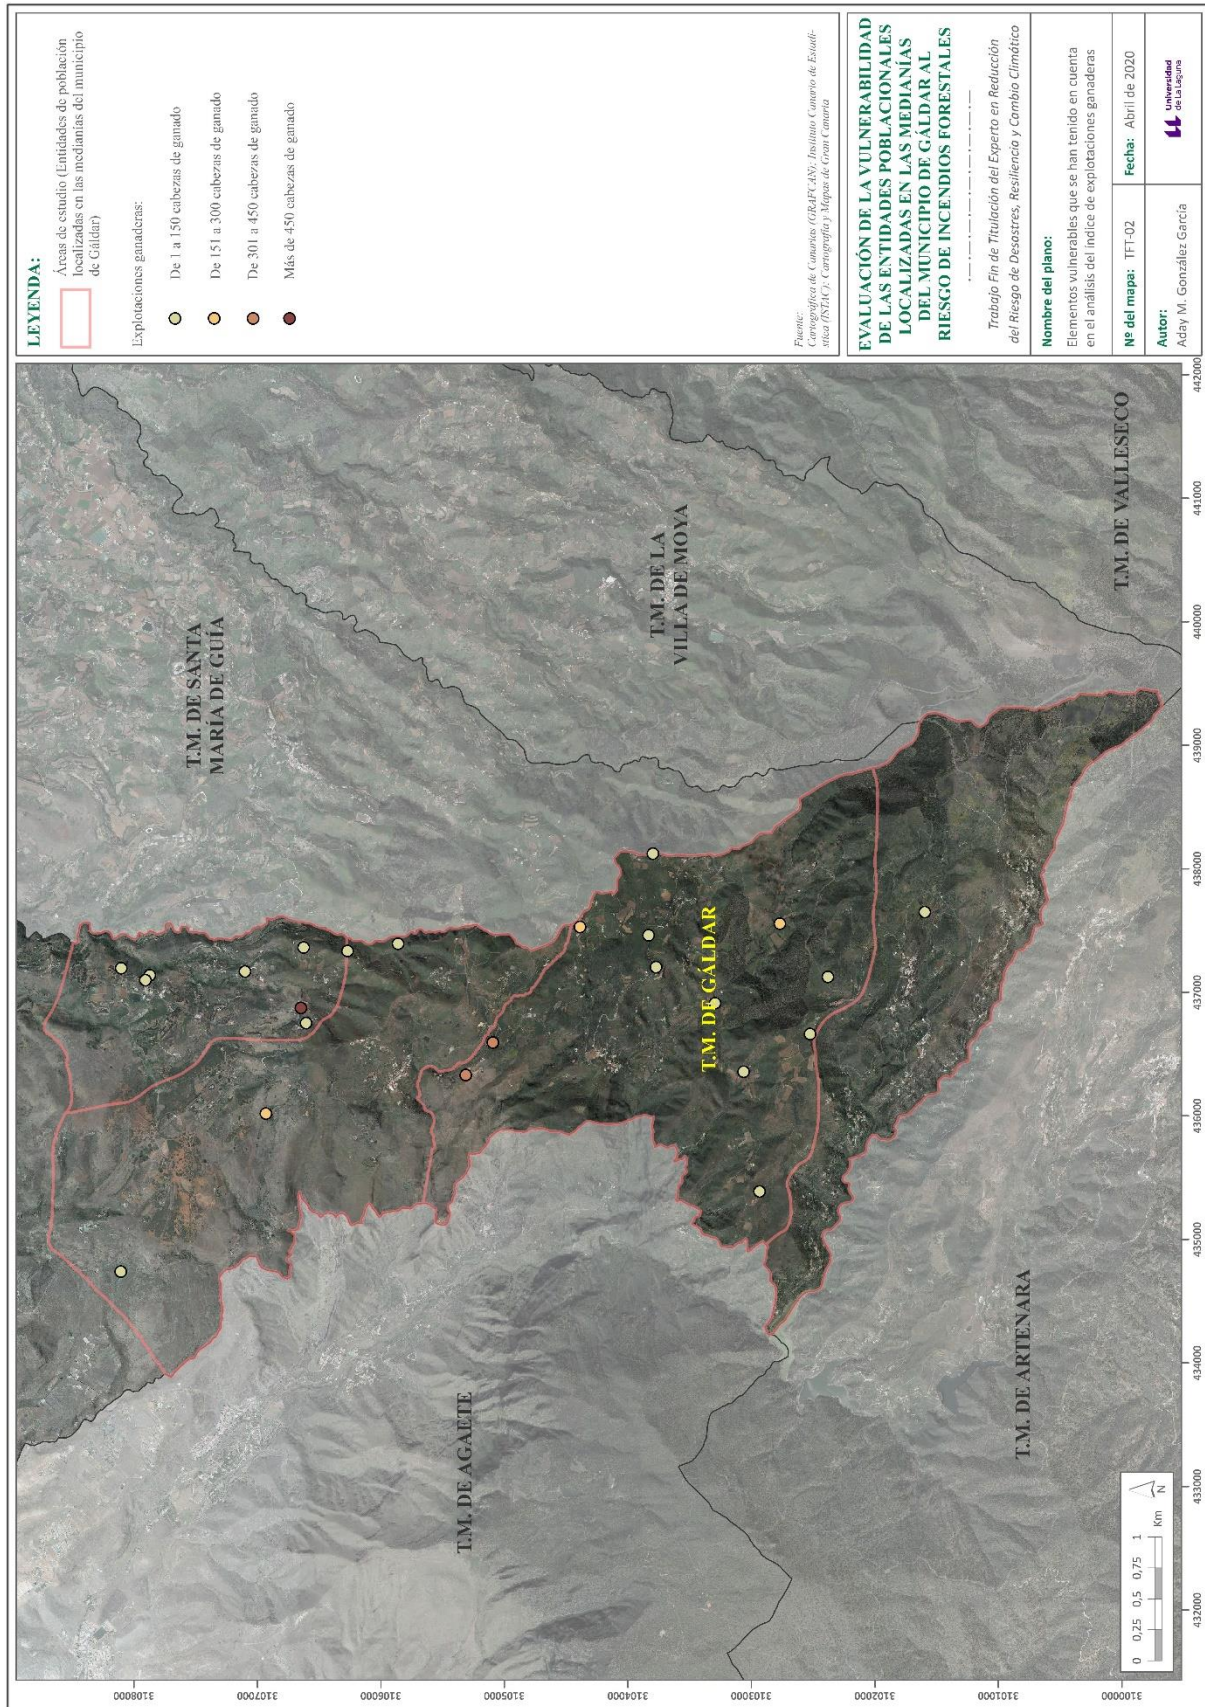 LEYENDA:
Áreas de estudio (Entidades de población
localizadas en las medianías del municipio
de Gáldar)
Explotaciones ganaderas:
De 1 a 150 cabezas de ganado
De 151 a 300 cabezas de ganado
De 301 a 450 cabezas de ganado
Más de 450 cabezas de ganado
Fuente:
Cartográfica de Canarias (GRAFCAN); Instituto Canario de Estadí-
stica (ISTAC); Cartografía y Mapas de Gran Canaria
EVALUACIÓN DE LA VULNERABILIDAD
DE LAS ENTIDADES POBLACIONALES
LOCALIZADAS EN LAS MEDIANÍAS
DEL MUNICIPIO DE GÁLDAR AL
RIESGO DE INCENDIOS FORESTALES
Trabajo Fin de Titulación del Experto en Reducción
del Riesgo de Desastres, Resiliencia y Cambio Climático
Nombre del plano:
Elementos vulnerables que se han tenido en cuenta
en el análisis del índice de explotaciones ganaderas
Nº del mapa: TFT-02
Fecha: Abril de 2020
Autor:
Aday M. González García
Universidad
de La Laguna
T.M. DE SANTA
MARÍA DE GUÍA
T.M. DE LA
VILLA DE MOYA
T.M. DE VALLESECO
T.M. DE GÁLDAR
T.M. DE AGAETE
T.M. DE ARTENARA
3108000
3107000
3106000
3105000
3104000
3103000
3102000
3101000
3100000
432000
433000
434000
435000
436000
437000
438000
439000
440000
441000
442000
0 0,25 0,5 0,75 1
Km
N